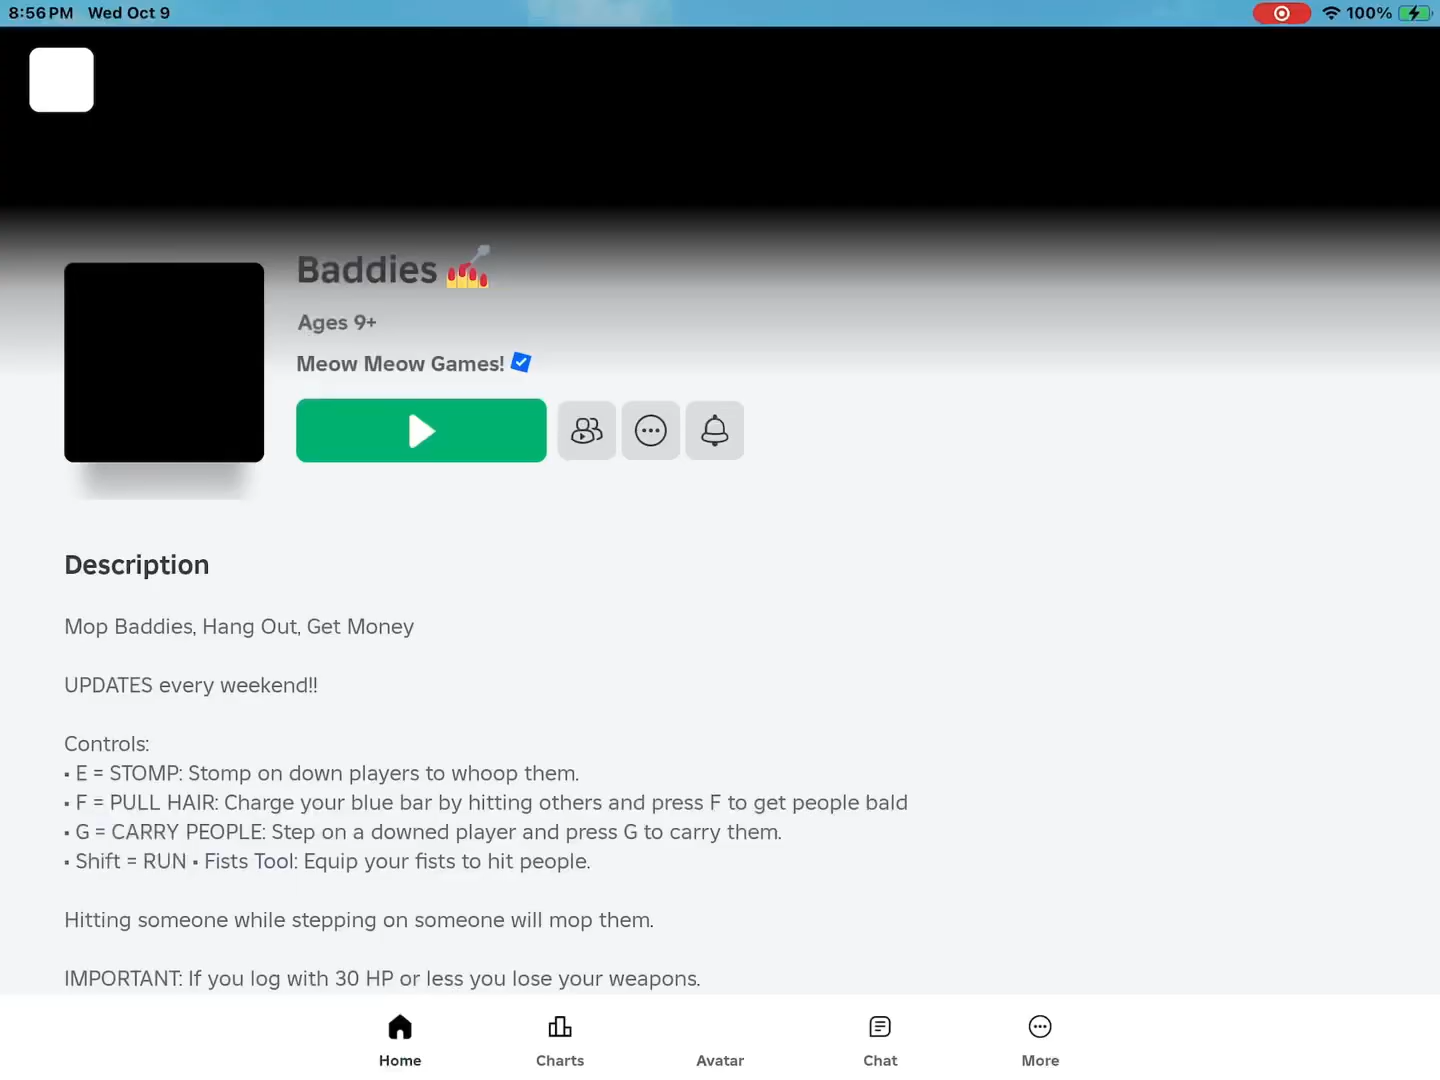 8:56 PM Wed Oct 9
100%
Baddies 💅
Ages 9+
Meow Meow Games!
Description
Mop Baddies, Hang Out, Get Money
UPDATES every weekend!!
Controls:
• E = STOMP: Stomp on down players to whoop them.
• F = PULL HAIR: Charge your blue bar by hitting others and press F to get people bald
• G = CARRY PEOPLE: Step on a downed player and press G to carry them.
• Shift = RUN • Fists Tool: Equip your fists to hit people.
Hitting someone while stepping on someone will mop them.
IMPORTANT: If you log with 30 HP or less you lose your weapons.
Home Charts Avatar Chat More